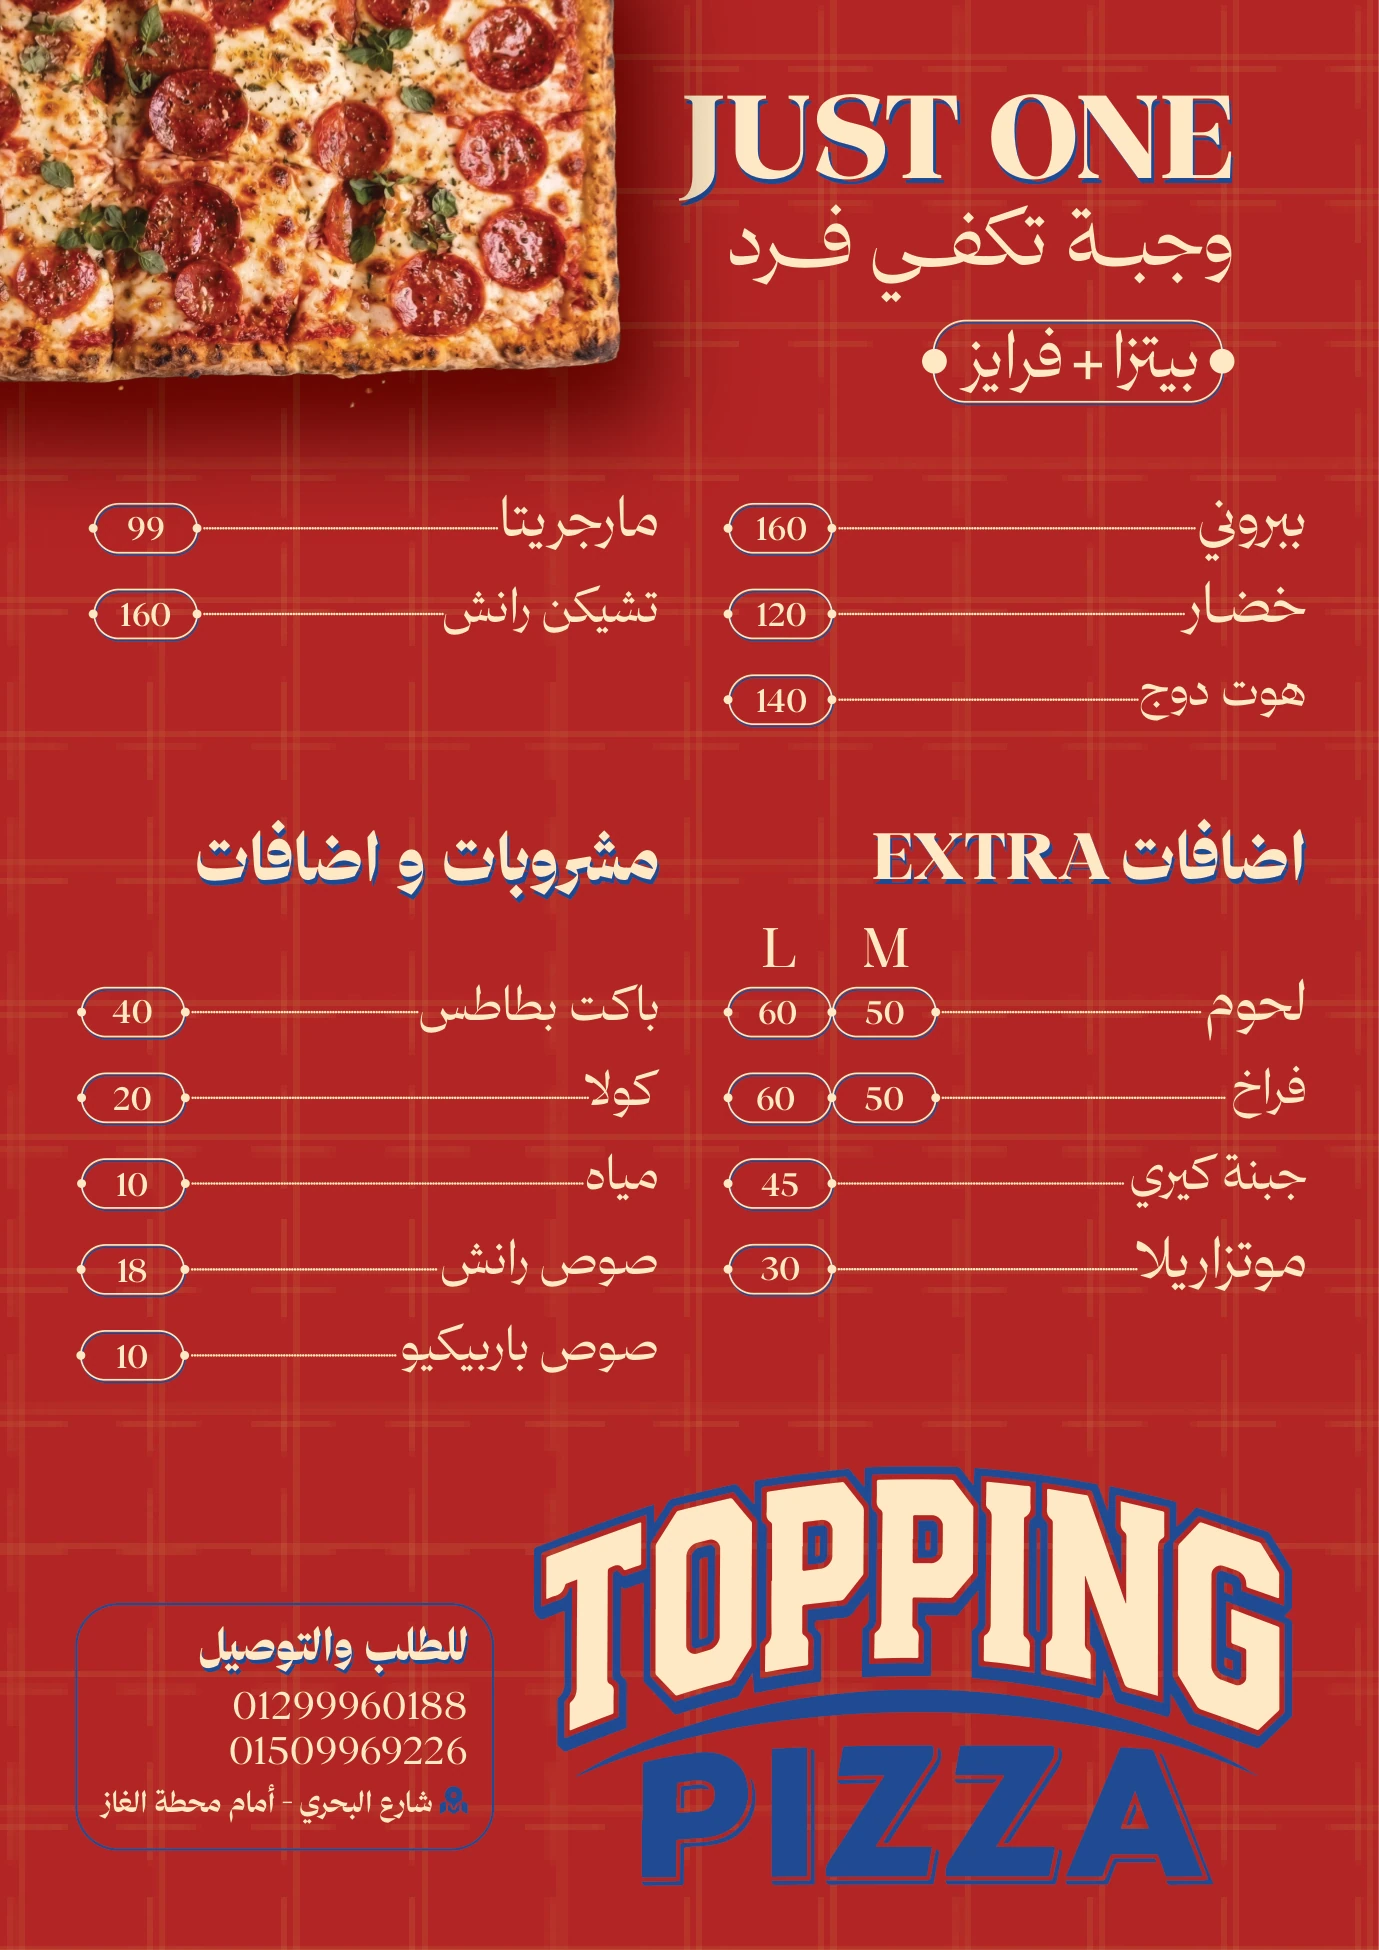 JUST ONE
وجبة تكفي فرد
بيتزا + فرايز
ببروني 160
خضار 120
هوت دوج 140
مارجريتا 99
تشيكن رانش 160
اضافات EXTRA
M L
لحوم 50 60
فراخ 50 60
جبنة كيري 45
موتزاريلا 30
مشروبات و اضافات
باكت بطاطس 40
كولا 20
مياه 10
صوص رانش 18
صوص باربيكيو 10
TOPPING
PIZZA
للطلب والتوصيل
01299960188
01509969226
شارع البحري - أمام محطة الغاز